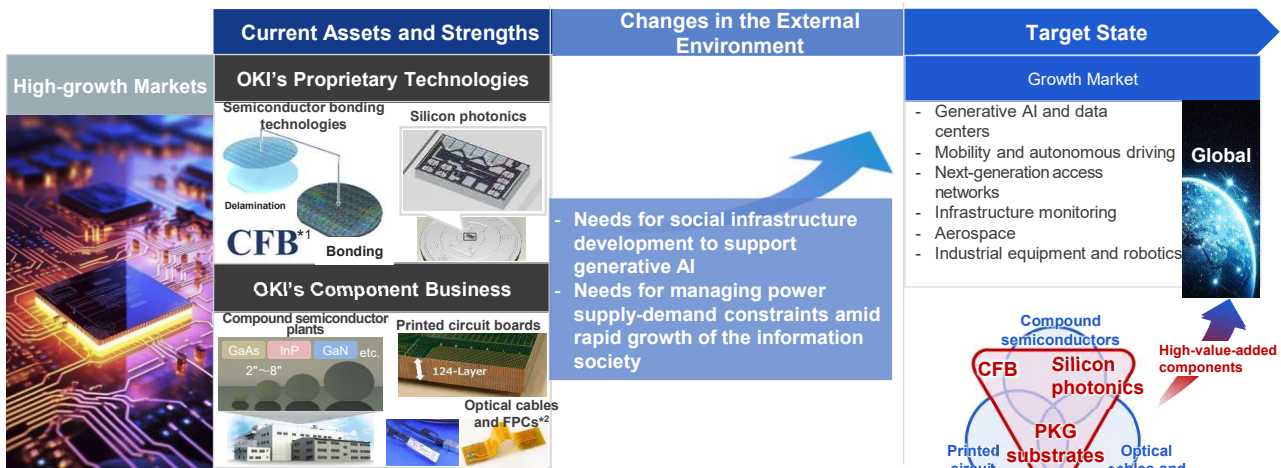 Current Assets and Strengths
Changes in the External
Environment
Target State
High-growth Markets
OKI's Proprietary Technologies
Semiconductor bonding
technologies
Silicon photonics
Delamination
CFB*1
Bonding
OKI's Component Business
Compound semiconductor
plants
GaAs
InP
GaN
etc.
2"～8"
Printed circuit boards
124-Layer
Optical cables
and FPCs*2
- Needs for social infrastructure
development to support
generative AI
- Needs for managing power
supply-demand constraints amid
rapid growth of the information
society
Growth Market
- Generative AI and data
centers
- Mobility and autonomous driving
- Next-generation access
networks
- Infrastructure monitoring
- Aerospace
- Industrial equipment and robotics
Global
Compound
semiconductors
CFB
Silicon
photonics
High-value-added
components
PKG
substrates
Printed
circuit
Optical
cables and